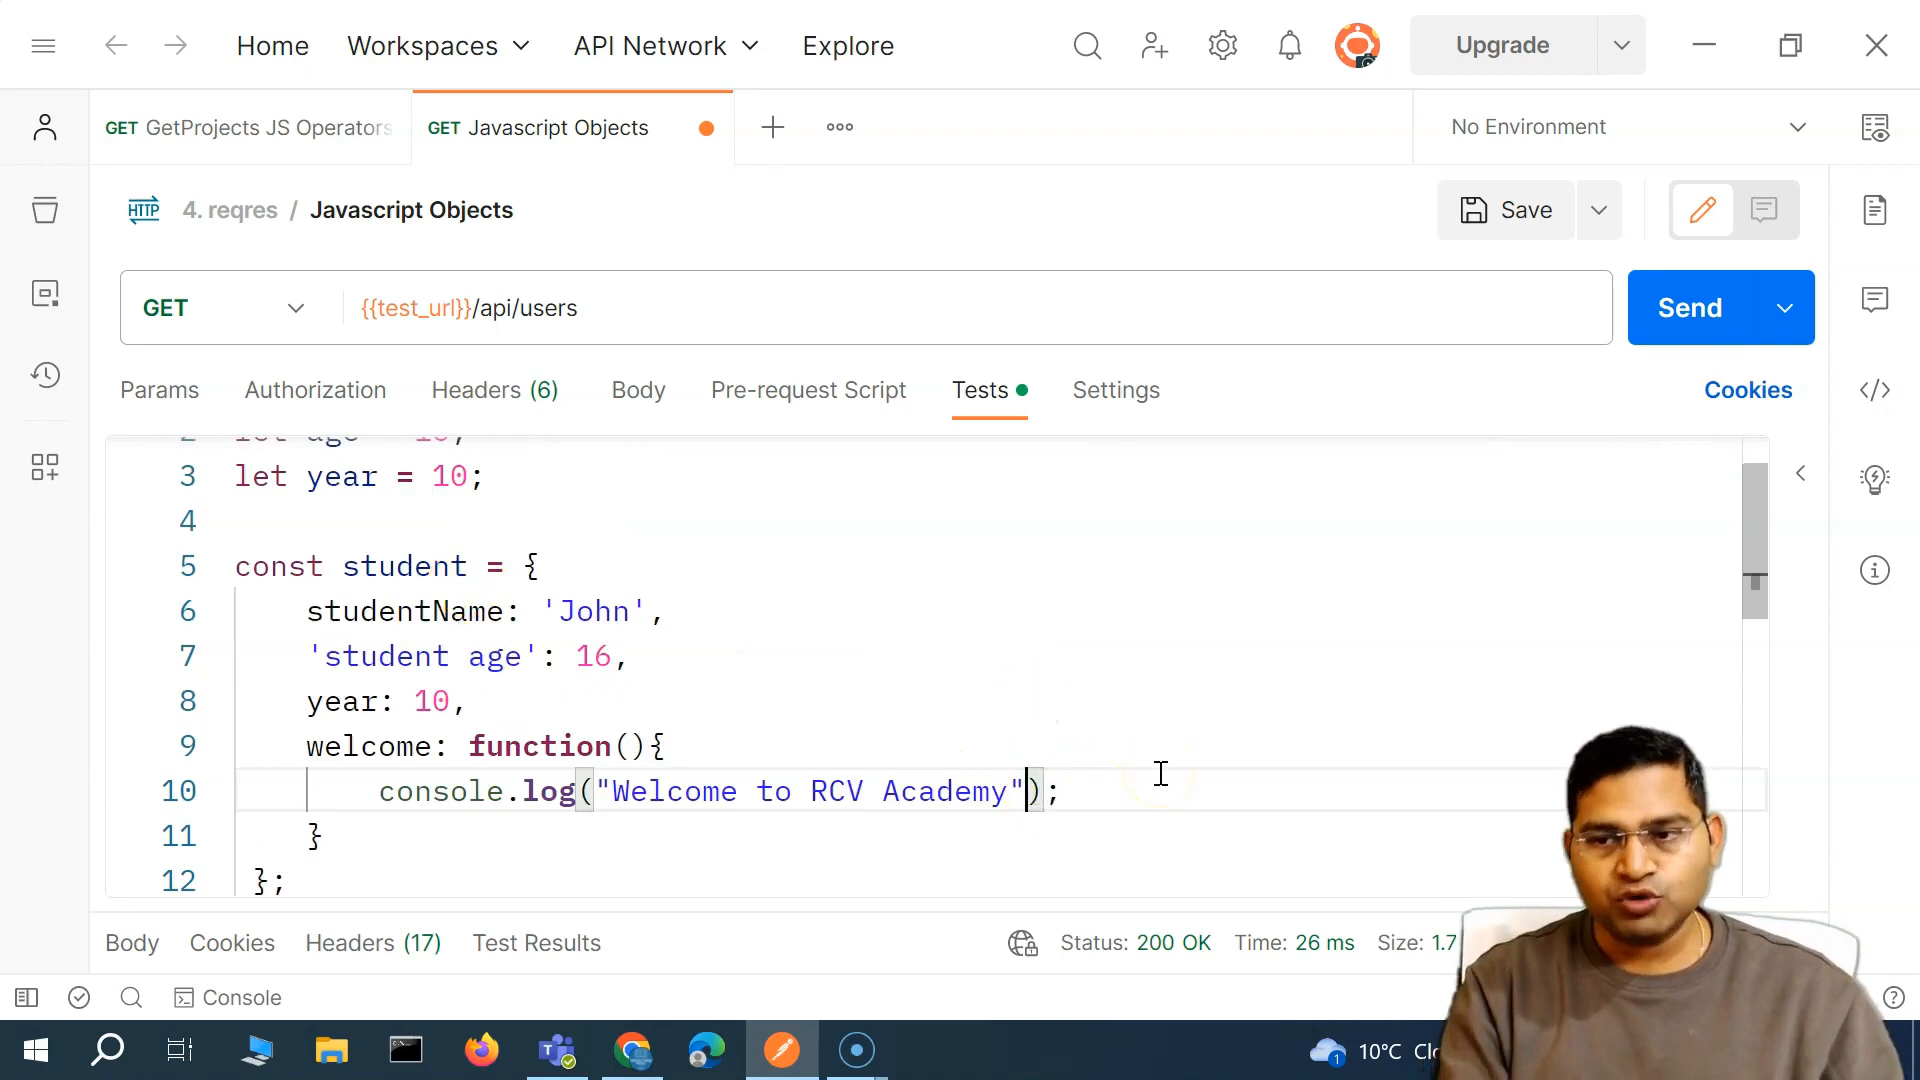 Home Workspaces API Network Explore Upgrade
GET GetProjects JS Operators GET Javascript Objects No Environment
HTTP 4. reqres / Javascript Objects Save
GET {{test_url}}/api/users Send
Params Authorization Headers (6) Body Pre-request Script Tests Settings Cookies
3 let year = 10;
4
5 const student = {
6 studentName: 'John',
7 'student age': 16,
8 year: 10,
9 welcome: function(){
10 console.log("Welcome to RCV Academy");
11 }
12 };
Body Cookies Headers (17) Test Results Status: 200 OK Time: 26 ms Size: 1.7
Console
1 10°C